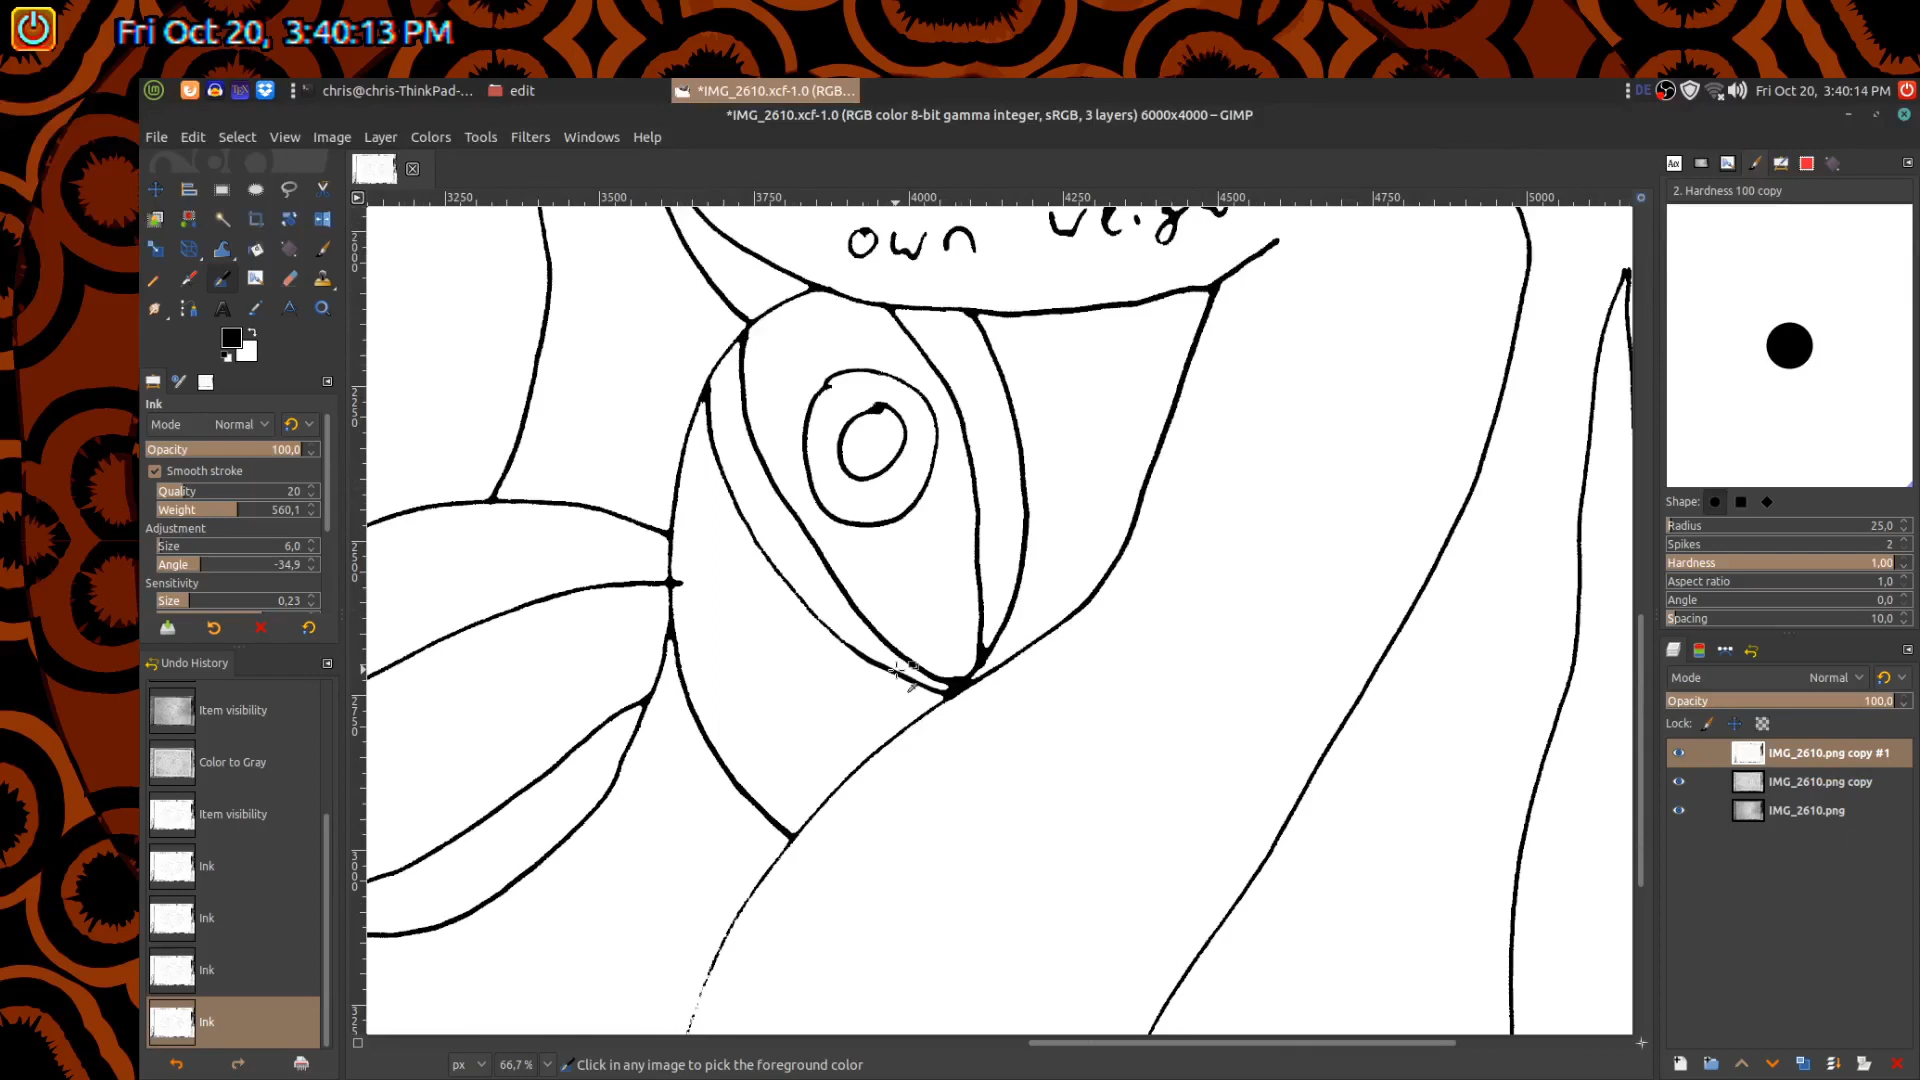 Fri Oct 20, 3:40:13 PM
chris@chris-ThinkPad-...
edit
*IMG_2610.xcf-1.0 (RGB...
DE
Fri Oct 20, 3:40:14 PM
*IMG_2610.xcf-1.0 (RGB color 8-bit gamma integer, sRGB, 3 layers) 6000x4000 – GIMP
File Edit Select View Image Layer Colors Tools Filters Windows Help
3250 3500 3750 4000 4250 4500 4750 5000
2000
2250
2500
2750
3000
325
own
Ink
Mode Normal
Opacity 100,0
Smooth stroke
Quality 20
Weight 560,1
Adjustment
Size 6,0
Angle -34,9
Sensitivity
Size 0,23
Undo History
Item visibility
Color to Gray
Item visibility
Ink
Ink
Ink
Ink
px 66,7 % Click in any image to pick the foreground color
2. Hardness 100 copy
Shape:
Radius 25,0
Spikes 2
Hardness 1,00
Aspect ratio 1,0
Angle 0,0
Spacing 10,0
Mode Normal
Opacity 100,0
Lock:
IMG_2610.png copy #1
IMG_2610.png copy
IMG_2610.png